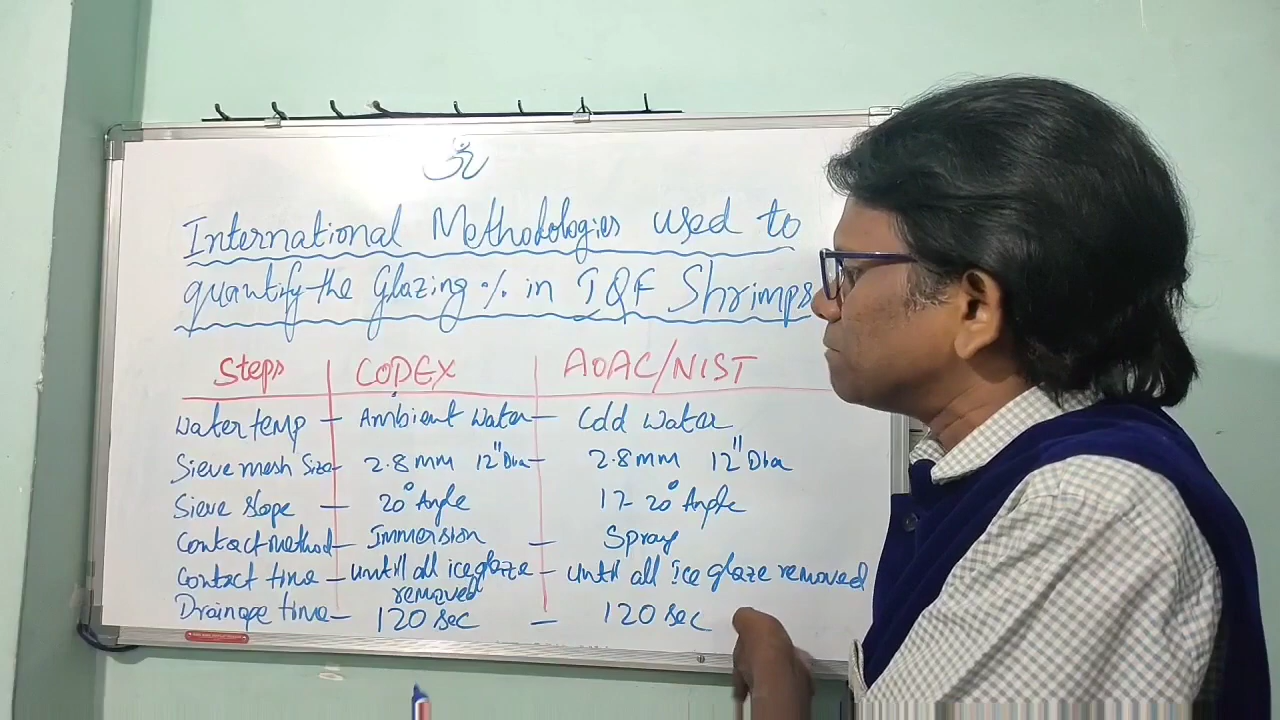 ॐ
International Methodologies used to
quantify the Glazing % in IQF Shrimps
Steps CODEX AOAC/NIST
Water temp - Ambient Water - Cold Water
Sieve mesh Size - 2.8 MM 12" Dia - 2.8 MM 12" Dia
Sieve Slope - 20° Angle 17-20° Angle
Contact method - Immersion - Spray
Contact time - until all ice glaze removed - until all Ice glaze removed
Drainage time - 120 sec - 120 sec